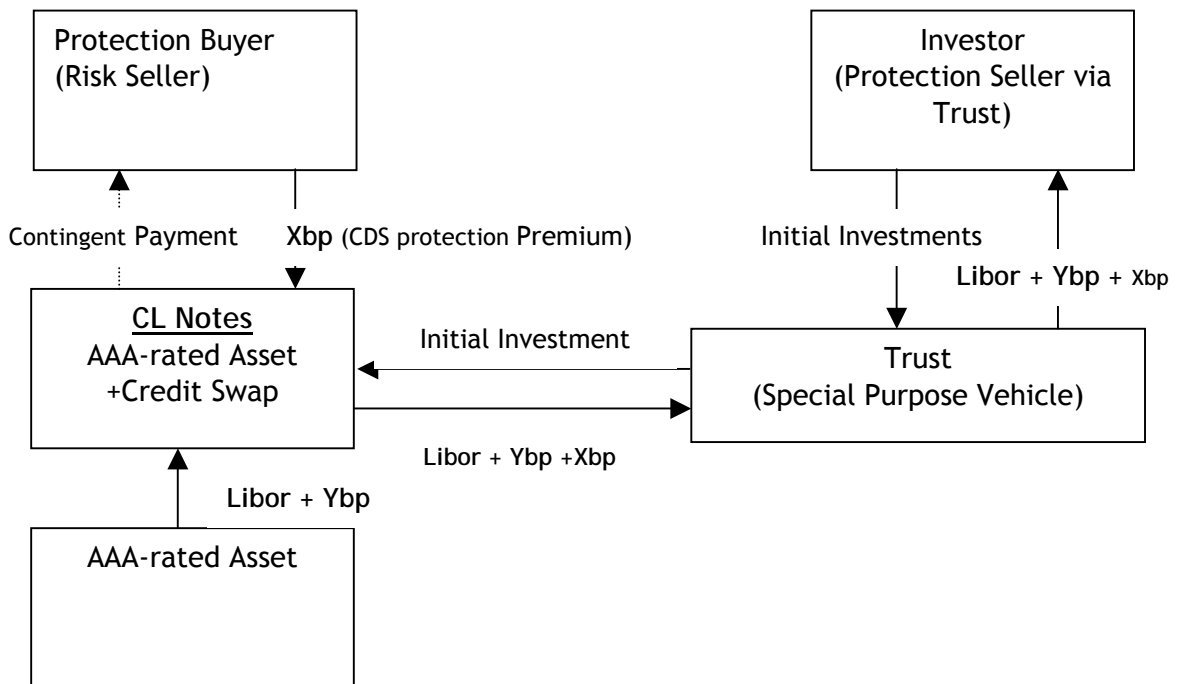 Protection Buyer
(Risk Seller)
Investor
(Protection Seller via
Trust)
Contingent Payment
Xbp (CDS protection Premium)
Initial Investments
Libor + Ybp + Xbp
CL Notes
AAA-rated Asset
+Credit Swap
Initial Investment
Trust
(Special Purpose Vehicle)
Libor + Ybp +Xbp
Libor + Ybp
AAA-rated Asset